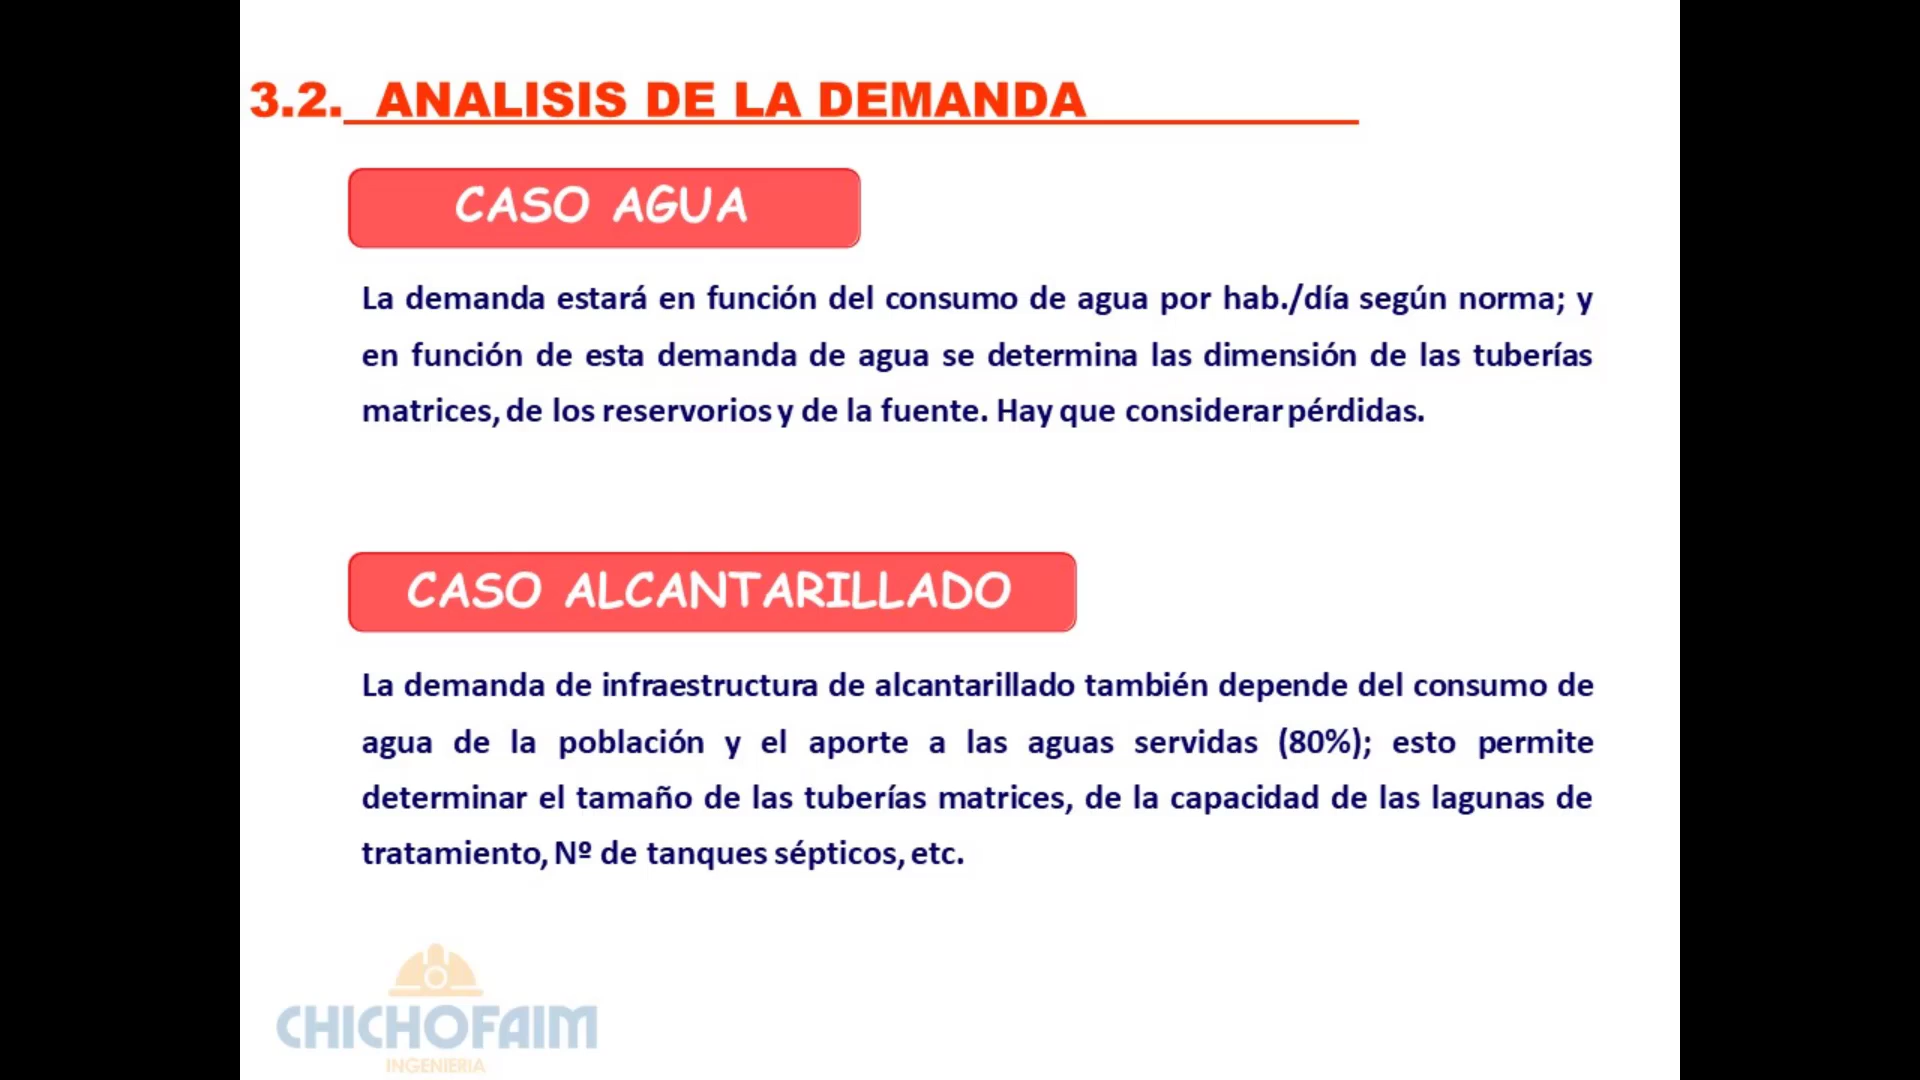 3.2. ANALISIS DE LA DEMANDA
CASO AGUA
La demanda estará en función del consumo de agua por hab./día según norma; y
en función de esta demanda de agua se determina las dimensión de las tuberías
matrices, de los reservorios y de la fuente. Hay que considerar pérdidas.
CASO ALCANTARILLADO
La demanda de infraestructura de alcantarillado también depende del consumo de
agua de la población y el aporte a las aguas servidas (80%); esto permite
determinar el tamaño de las tuberías matrices, de la capacidad de las lagunas de
tratamiento, Nº de tanques sépticos, etc.
CHICHOFAIM
INGENIERIA